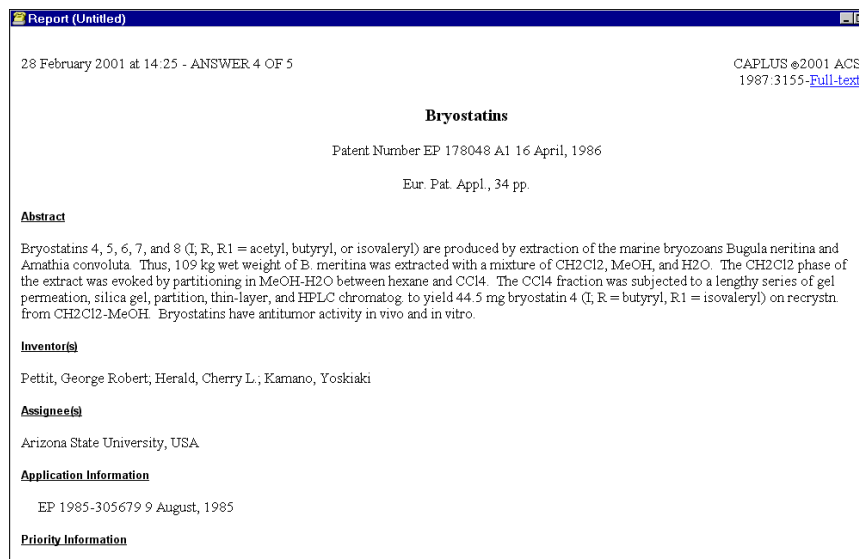 Report (Untitled)
28 February 2001 at 14:25 - ANSWER 4 OF 5
CAPLUS ©2001 ACS
1987:3155-Full-text
Bryostatins
Patent Number EP 178048 A1 16 April, 1986
Eur. Pat. Appl., 34 pp.
Abstract
Bryostatins 4, 5, 6, 7, and 8 (I; R, R1 = acetyl, butyryl, or isovaleryl) are produced by extraction of the marine bryozoans Bugula neritina and
Amathia convoluta. Thus, 109 kg wet weight of B. meritina was extracted with a mixture of CH2Cl2, MeOH, and H2O. The CH2Cl2 phase of
the extract was evoked by partitioning in MeOH-H2O between hexane and CCl4. The CCl4 fraction was subjected to a lengthy series of gel
permeation, silica gel, partition, thin-layer, and HPLC chromatog. to yield 44.5 mg bryostatin 4 (I, R = butyryl, R1 = isovaleryl) on recrystn.
from CH2Cl2-MeOH. Bryostatins have antitumor activity in vivo and in vitro.
Inventor(s)
Pettit, George Robert; Herald, Cherry L.; Kamano, Yoskiaki
Assignee(s)
Arizona State University, USA
Application Information
EP 1985-305679 9 August, 1985
Priority Information